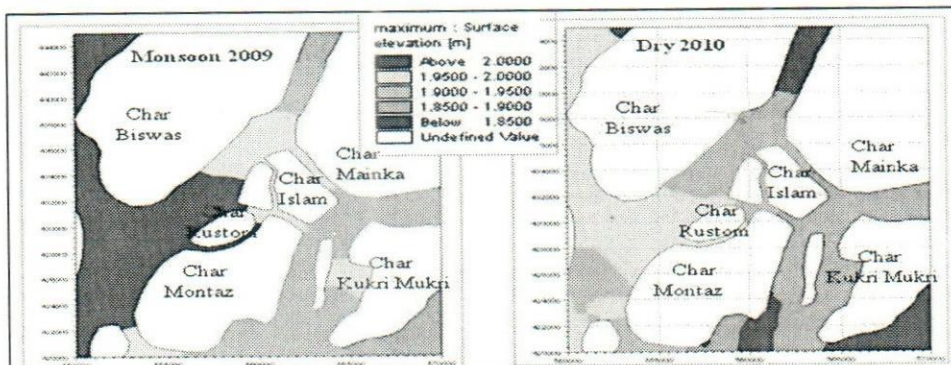 maximum : Surface
elevation [m]
Above 2.0000
1.9500 - 2.0000
1.9000 - 1.9500
1.8500 - 1.9000
Below 1.8500
Undefined Value
Monsoon 2009
Char
Biswas
Char
Mainka
Char
Islam
Char
Rustom
Char
Montaz
Char
Kukri Mukri
Dry 2010
Char
Biswas
Char
Mainka
Char
Islam
Char
Rustom
Char
Montaz
Char
Kukri Mukri